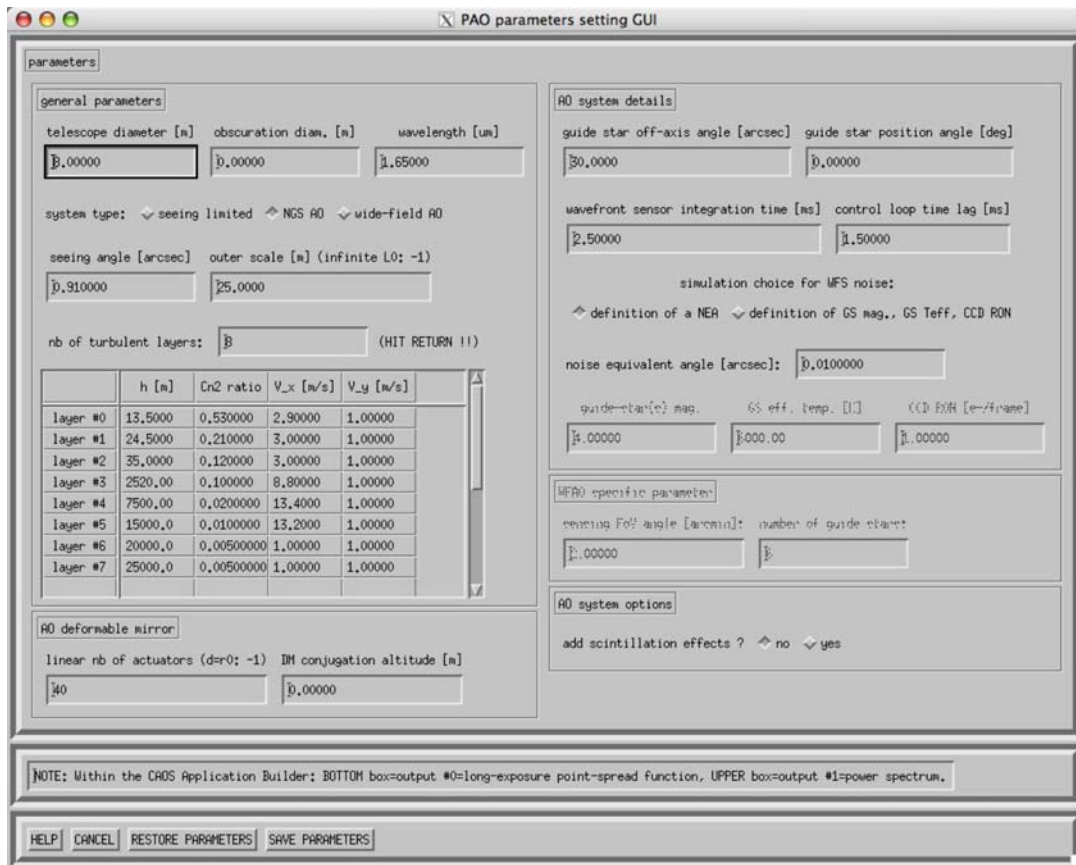 PAO parameters setting GUI
parameters
general parameters
telescope diameter [m] obscuration diam. [m] wavelength [um]
8.00000 0.00000 1.65000
system type: seeing limited NGS AO wide-field AO
seeing angle [arcsec] outer scale [m] (infinite L0: -1)
0.910000 25.0000
nb of turbulent layers: 8 (HIT RETURN !!)
h [m] Cn2 ratio V_x [m/s] V_y [m/s]
layer #0 13.5000 0.530000 2.90000 1.00000
layer #1 24.5000 0.210000 3.00000 1.00000
layer #2 35.0000 0.120000 3.00000 1.00000
layer #3 2520.00 0.100000 8.80000 1.00000
layer #4 7500.00 0.0200000 13.4000 1.00000
layer #5 15000.0 0.0100000 13.2000 1.00000
layer #6 20000.0 0.00500000 1.00000 1.00000
layer #7 25000.0 0.00500000 1.00000 1.00000
AO deformable mirror
linear nb of actuators (d=r0: -1) DM conjugation altitude [m]
40 0.00000
AO system details
guide star off-axis angle [arcsec] guide star position angle [deg]
30.0000 0.00000
wavefront sensor integration time [ms] control loop time lag [ms]
2.50000 1.50000
simulation choice for WFS noise:
definition of a NEA definition of GS mag., GS Teff, CCD RON
noise equivalent angle [arcsec]: 0.0100000
guide-star(s) mag. GS eff. temp. [K] CCD RON [e-/frame]
1.00000
WFAO specific parameter
sensing FoV angle [arcmin]: number of guide stars:
AO system options
add scintillation effects ? no yes
NOTE: Within the CAOS Application Builder: BOTTOM box=output #0=long-exposure point-spread function, UPPER box=output #1=power spectrum.
HELP CANCEL RESTORE PARAMETERS SAVE PARAMETERS